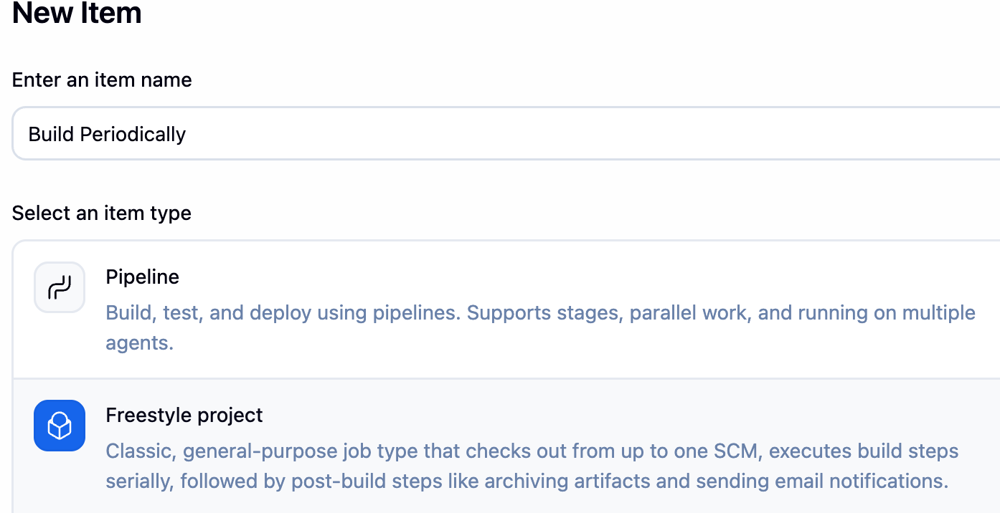 New Item
Enter an item name
Build Periodically
Select an item type
Pipeline
Build, test, and deploy using pipelines. Supports stages, parallel work, and running on multiple
agents.
Freestyle project
Classic, general-purpose job type that checks out from up to one SCM, executes build steps
serially, followed by post-build steps like archiving artifacts and sending email notifications.